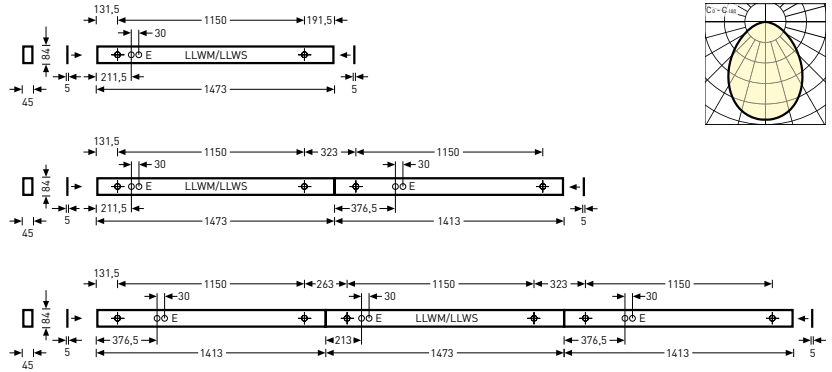 131,5 1150 191,5
30
84 E LLWM/LLWS
211,5
45 5 1473 5
C0 - C180
131,5 1150 323 1150
30 30
84 E LLWM/LLWS E
211,5 376,5
45 5 1473 1413 5
131,5 1150 263 1150 323 1150
30 30 30
84 E E LLWM/LLWS E
376,5 213 376,5
45 5 1413 1473 1413 5